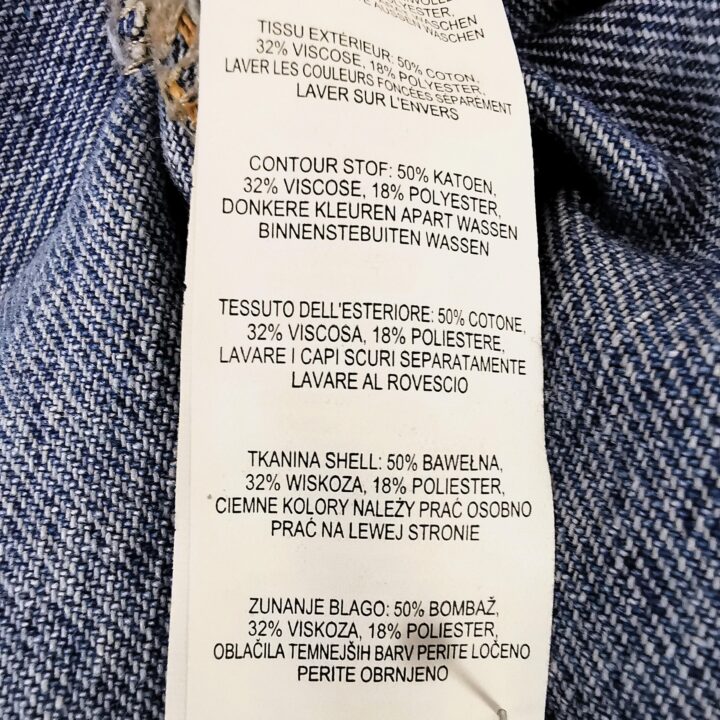 POLYESTER,
AUSSENWASCHEN
WASCHEN
TISSU EXTÉRIEUR: 50% COTON,
32% VISCOSE, 18% POLYESTER,
LAVER LES COULEURS FONCÉES SÉPARÉMENT
LAVER SUR L'ENVERS
CONTOUR STOF: 50% KATOEN,
32% VISCOSE, 18% POLYESTER,
DONKERE KLEUREN APART WASSEN
BINNENSTEBUITEN WASSEN
TESSUTO DELL'ESTERIORE: 50% COTONE,
32% VISCOSA, 18% POLIESTERE,
LAVARE I CAPI SCURI SEPARATAMENTE
LAVARE AL ROVESCIO
TKANINA SHELL: 50% BAWEŁNA,
32% WISKOZA, 18% POLIESTER,
CIEMNE KOLORY NALEŻY PRAĆ OSOBNO
PRAĆ NA LEWEJ STRONIE
ZUNANJE BLAGO: 50% BOMBAŽ,
32% VISKOZA, 18% POLIESTER,
OBLAČILA TEMNEJŠIH BARV PERITE LOČENO
PERITE OBRNJENO